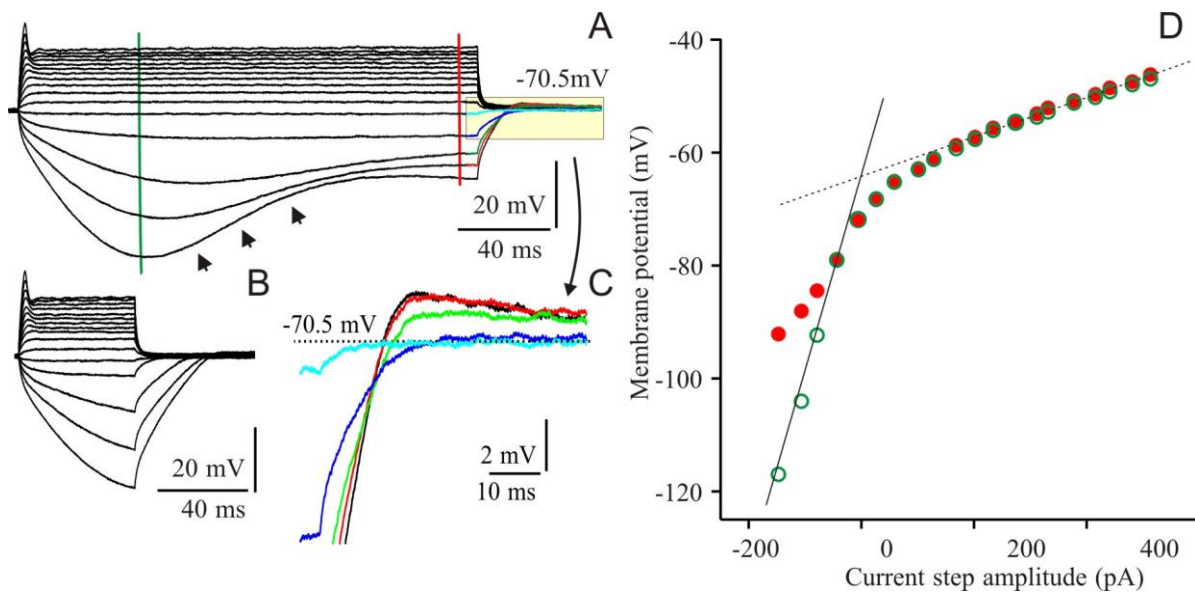 A
-70.5mV
20 mV
40 ms
B
20 mV
40 ms
C
-70.5 mV
2 mV
10 ms
D
Membrane potential (mV)
-40
-60
-80
-100
-120
-200 0 200 400
Current step amplitude (pA)